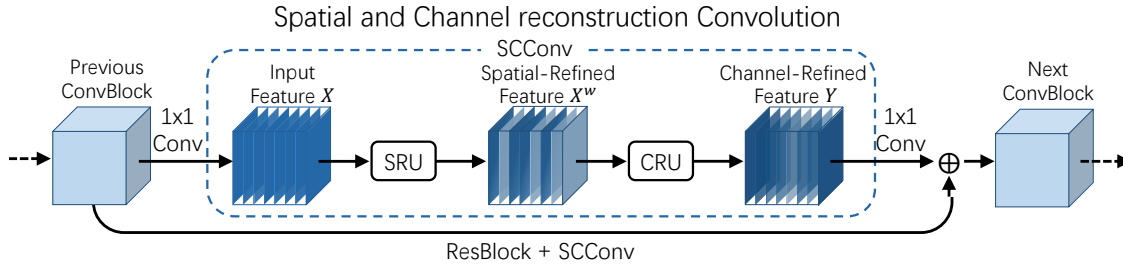 Spatial and Channel reconstruction Convolution
SCConv
Previous
ConvBlock
1x1
Conv
Input
Feature X
SRU
Spatial-Refined
Feature Xʷ
CRU
Channel-Refined
Feature Y
1x1
Conv
⊕
Next
ConvBlock
ResBlock + SCConv